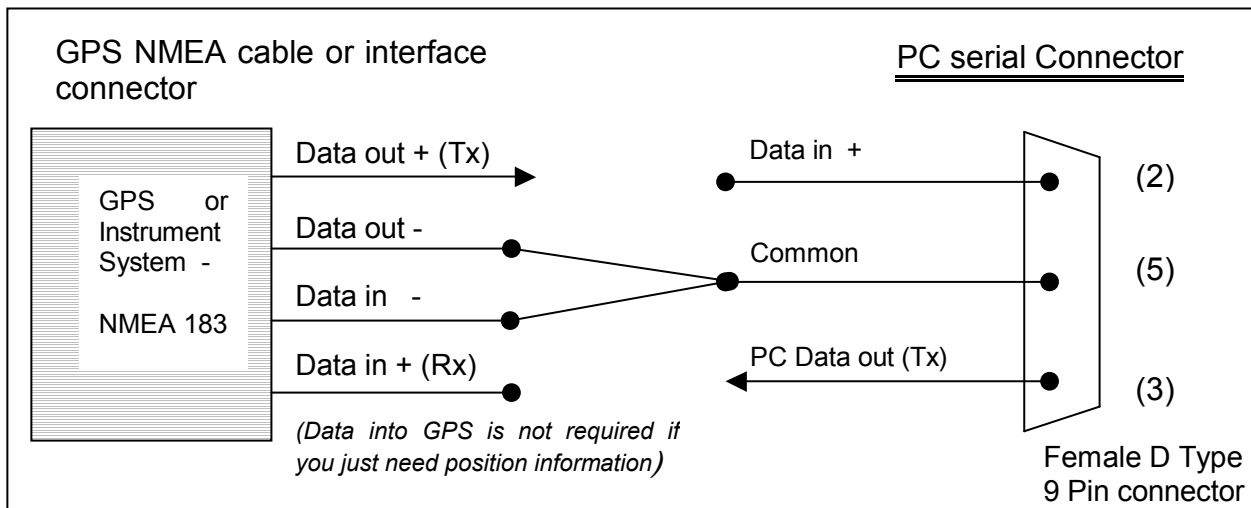 GPS NMEA cable or interface
connector
PC serial Connector
GPS or
Instrument
System -
NMEA 183
Data out + (Tx)
Data out -
Data in -
Data in + (Rx)
(Data into GPS is not required if
you just need position information)
Data in +
Common
PC Data out (Tx)
(2)
(5)
(3)
Female D Type
9 Pin connector